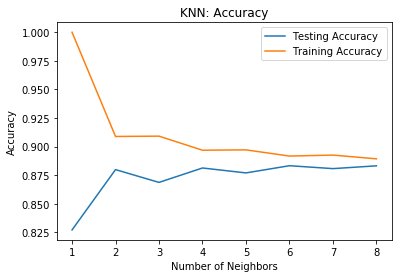 KNN: Accuracy
Testing Accuracy
Training Accuracy
1.000
0.975
0.950
0.925
0.900
0.875
0.850
0.825
Accuracy
1 2 3 4 5 6 7 8
Number of Neighbors